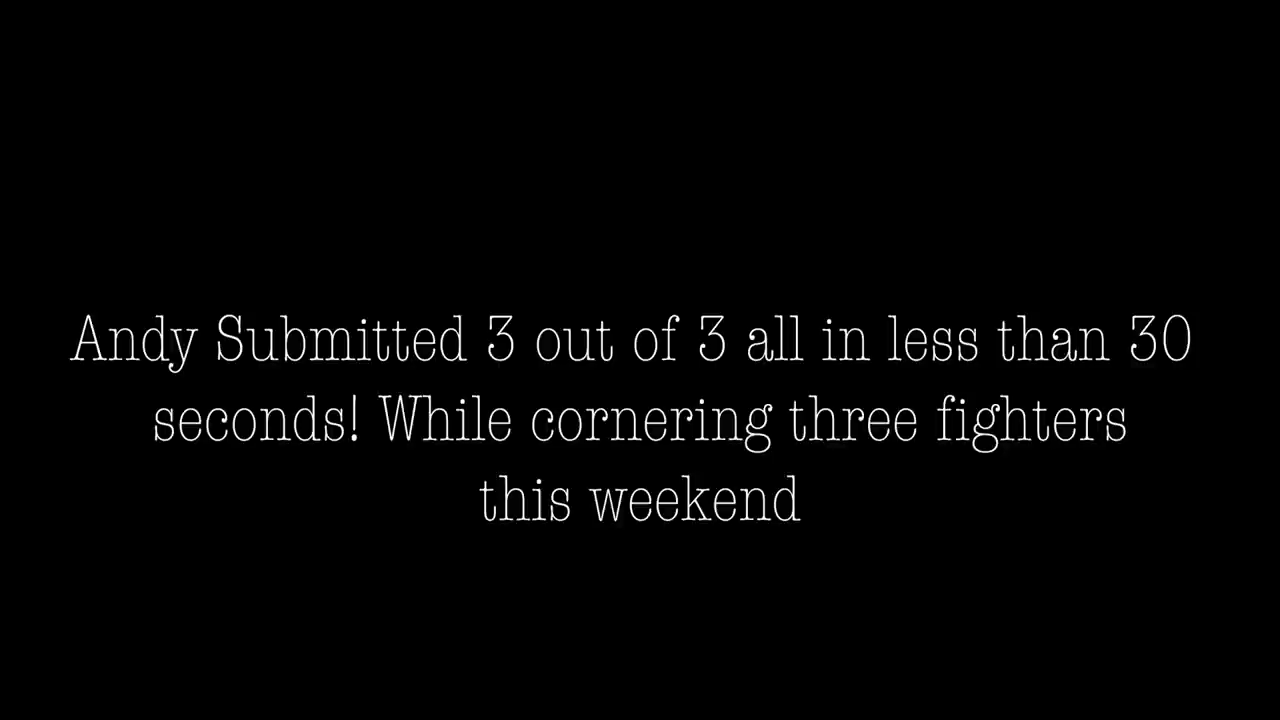 Andy Submitted 3 out of 3 all in less than 30
seconds! While cornering three fighters
this weekend